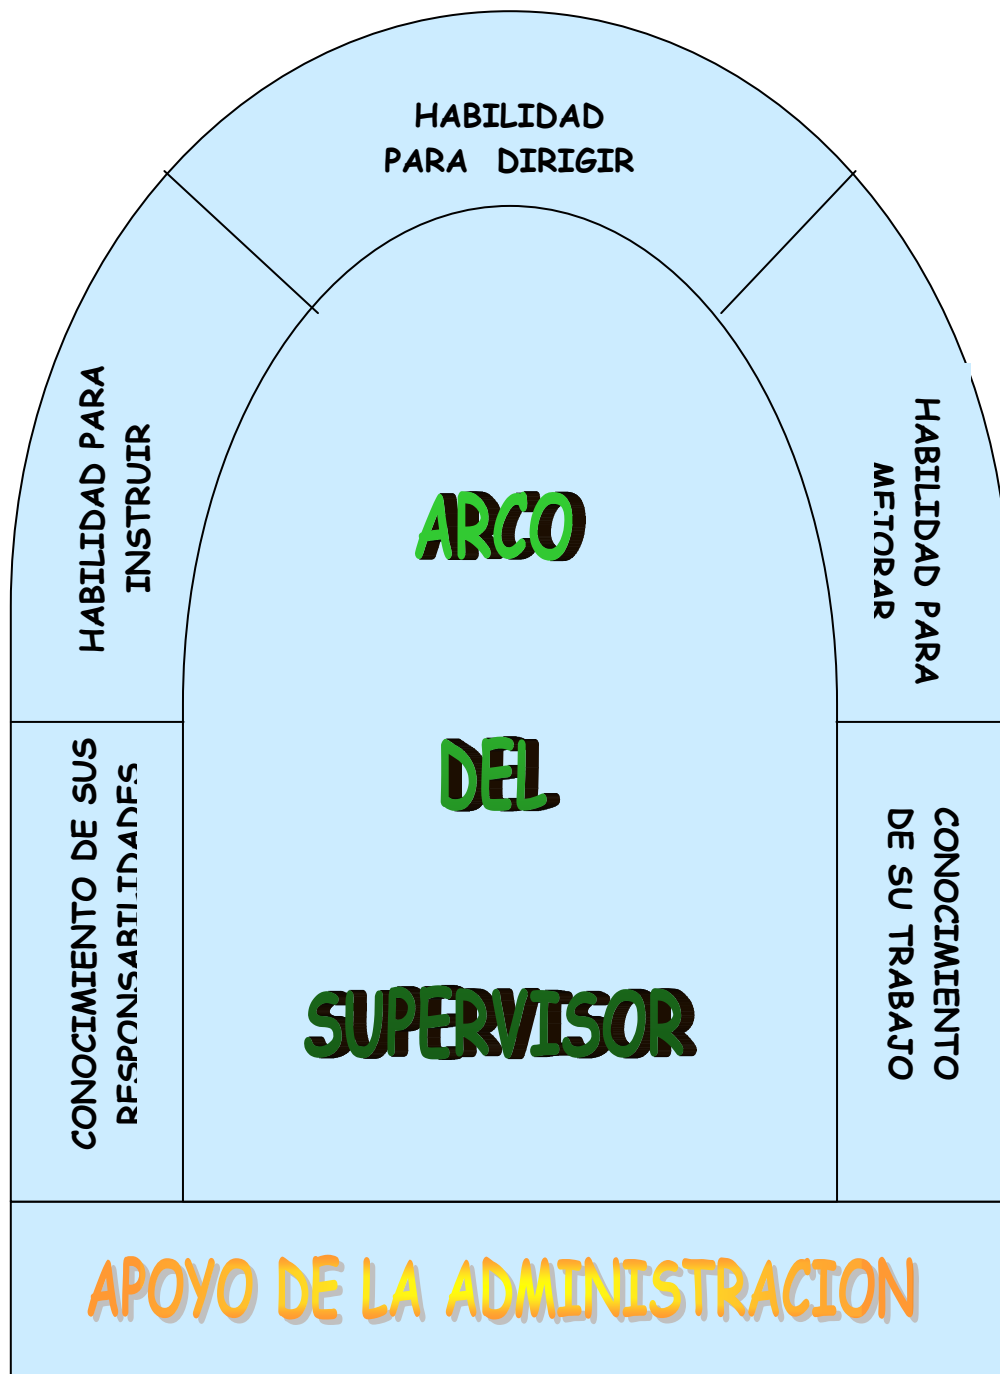 HABILIDAD
PARA DIRIGIR
HABILIDAD PARA
INSTRUIR
HABILIDAD PARA
MEJORAR
ARCO
DEL
SUPERVISOR
CONOCIMIENTO DE SUS
RESPONSABILIDADES
CONOCIMIENTO
DE SU TRABAJO
APOYO DE LA ADMINISTRACION